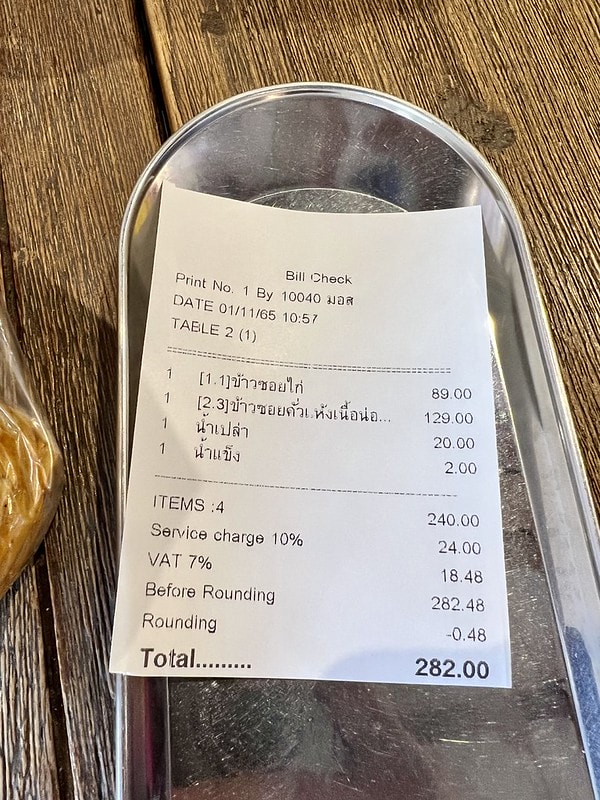 Bill Check
Print No. 1 By 10040 มอส
DATE 01/11/65 10:57
TABLE 2 (1)
1 [1.1]ข้าวซอยไก่ 89.00
1 [2.3]ข้าวซอยคั่วแห้งเนื้อน่อ... 129.00
1 น้ำเปล่า 20.00
1 น้ำแข็ง 2.00
ITEMS :4 240.00
Service charge 10% 24.00
VAT 7% 18.48
Before Rounding 282.48
Rounding -0.48
Total......... 282.00